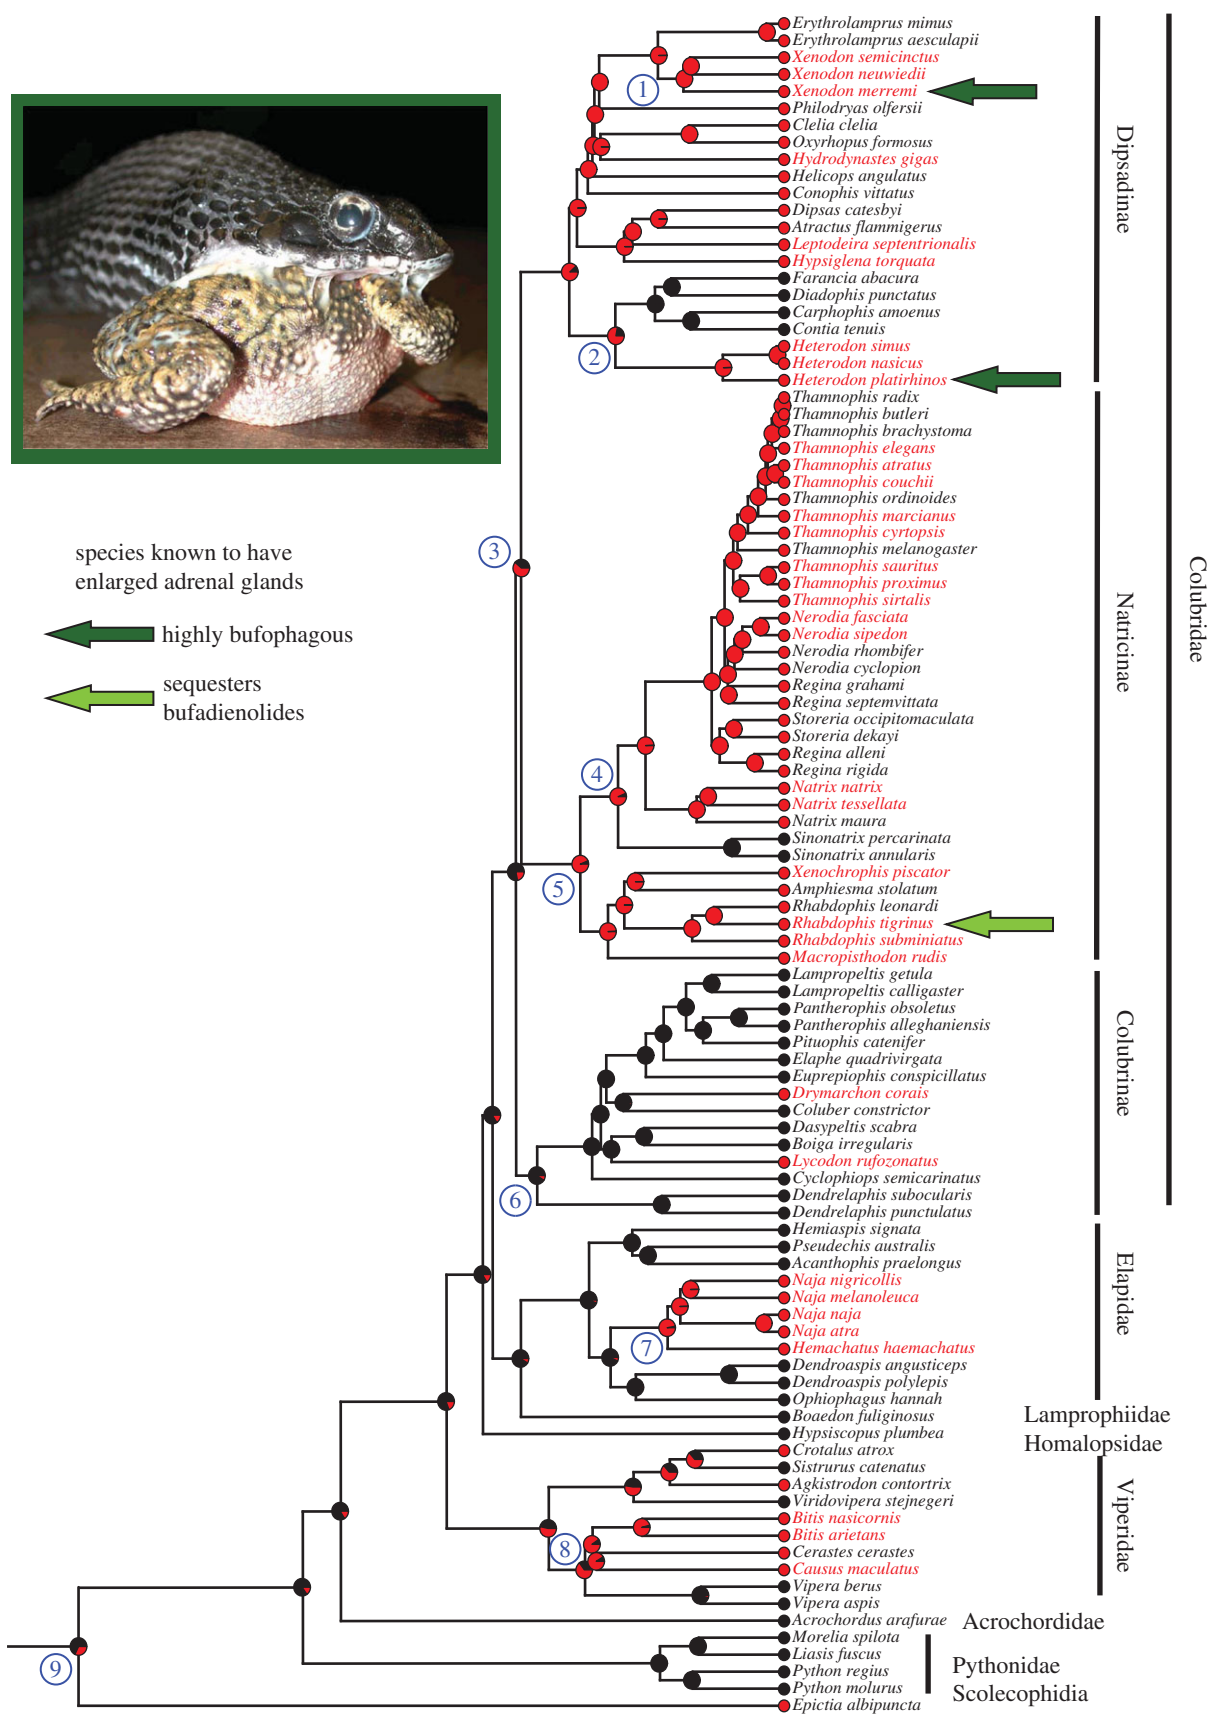 Erythrolamprus mimus
Erythrolamprus aesculapii
Xenodon semicinctus
Xenodon neuwiedii
1
Xenodon merremi
Philodryas olfersii
Clelia clelia
Oxyrhopus formosus
Hydrodynastes gigas
Helicops angulatus
Conophis vittatus
Dipsas catesbyi
Atractus flammigerus
Leptodeira septentrionalis
Hypsiglena torquata
Farancia abacura
Diadophis punctatus
Carphophis amoenus
Contia tenuis
2
Heterodon simus
Heterodon nasicus
Heterodon platirhinos
Dipsadinae
Thamnophis radix
Thamnophis butleri
Thamnophis brachystoma
Thamnophis elegans
Thamnophis atratus
Thamnophis couchii
Thamnophis ordinoides
Thamnophis marcianus
Thamnophis cyrtopsis
Thamnophis melanogaster
3
Thamnophis sauritus
Thamnophis proximus
Thamnophis sirtalis
Nerodia fasciata
Nerodia sipedon
Nerodia rhombifer
Nerodia cyclopion
Regina grahami
Regina septemvittata
Storeria occipitomaculata
Storeria dekayi
Regina alleni
Regina rigida
4
Natrix natrix
Natrix tessellata
Natrix maura
Sinonatrix percarinata
Sinonatrix annularis
5
Xenochrophis piscator
Amphiesma stolatum
Rhabdophis leonardi
Rhabdophis tigrinus
Rhabdophis subminiatus
Macropisthodon rudis
Natricinae
Colubridae
species known to have
enlarged adrenal glands
highly bufophagous
sequesters
bufadienolides
Lampropeltis getula
Lampropeltis calligaster
Pantherophis obsoletus
Pantherophis alleghaniensis
Pituophis catenifer
Elaphe quadrivirgata
Euprepiophis conspicillatus
Drymarchon corais
Coluber constrictor
Dasypeltis scabra
Boiga irregularis
Lycodon rufozonatus
Cyclophiops semicarinatus
6
Dendrelaphis subocularis
Dendrelaphis punctulatus
Colubrinae
Hemiaspis signata
Pseudechis australis
Acanthophis praelongus
Naja nigricollis
Naja melanoleuca
Naja naja
Naja atra
7
Hemachatus haemachatus
Dendroaspis angusticeps
Dendroaspis polylepis
Ophiophagus hannah
Elapidae
Boaedon fuliginosus
Lamprophiidae
Hypsiscopus plumbea
Homalopsidae
Crotalus atrox
Sistrurus catenatus
Agkistrodon contortrix
Viridovipera stejnegeri
Bitis nasicornis
Bitis arietans
8
Cerastes cerastes
Causus maculatus
Vipera berus
Vipera aspis
Viperidae
Acrochordus arafurae
Acrochordidae
Morelia spilota
Liasis fuscus
Python regius
Python molurus
Pythonidae
9
Epictia albipuncta
Scolecophidia